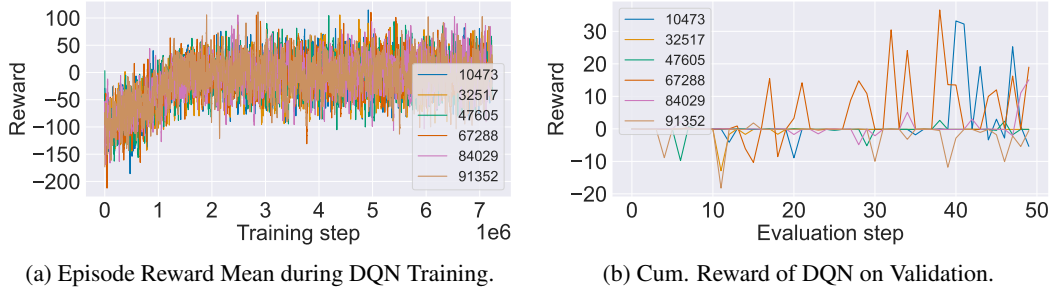 100
50
0
−50
−100
−150
−200
Reward
10473
32517
47605
67288
84029
91352
0 1 2 3 4 5 6 7
1e6
Training step
(a) Episode Reward Mean during DQN Training.
30
20
10
0
−10
−20
Reward
10473
32517
47605
67288
84029
91352
0 10 20 30 40 50
Evaluation step
(b) Cum. Reward of DQN on Validation.